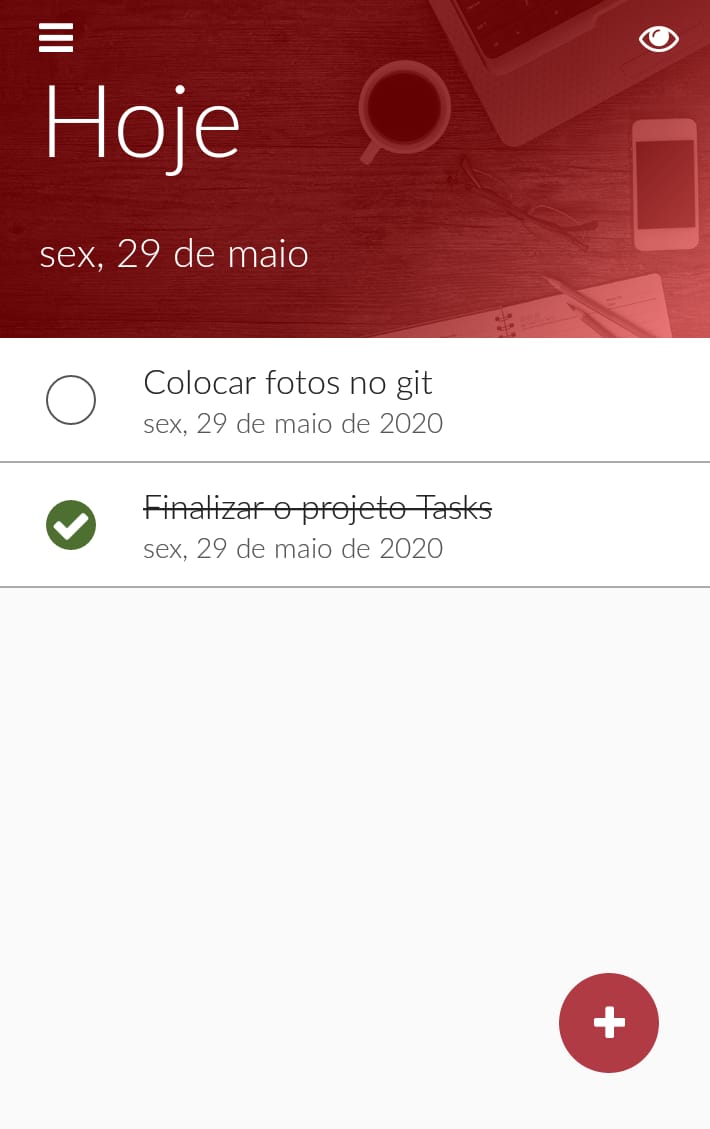 Hoje
sex, 29 de maio
Colocar fotos no git
sex, 29 de maio de 2020
Finalizar o projeto Tasks
sex, 29 de maio de 2020